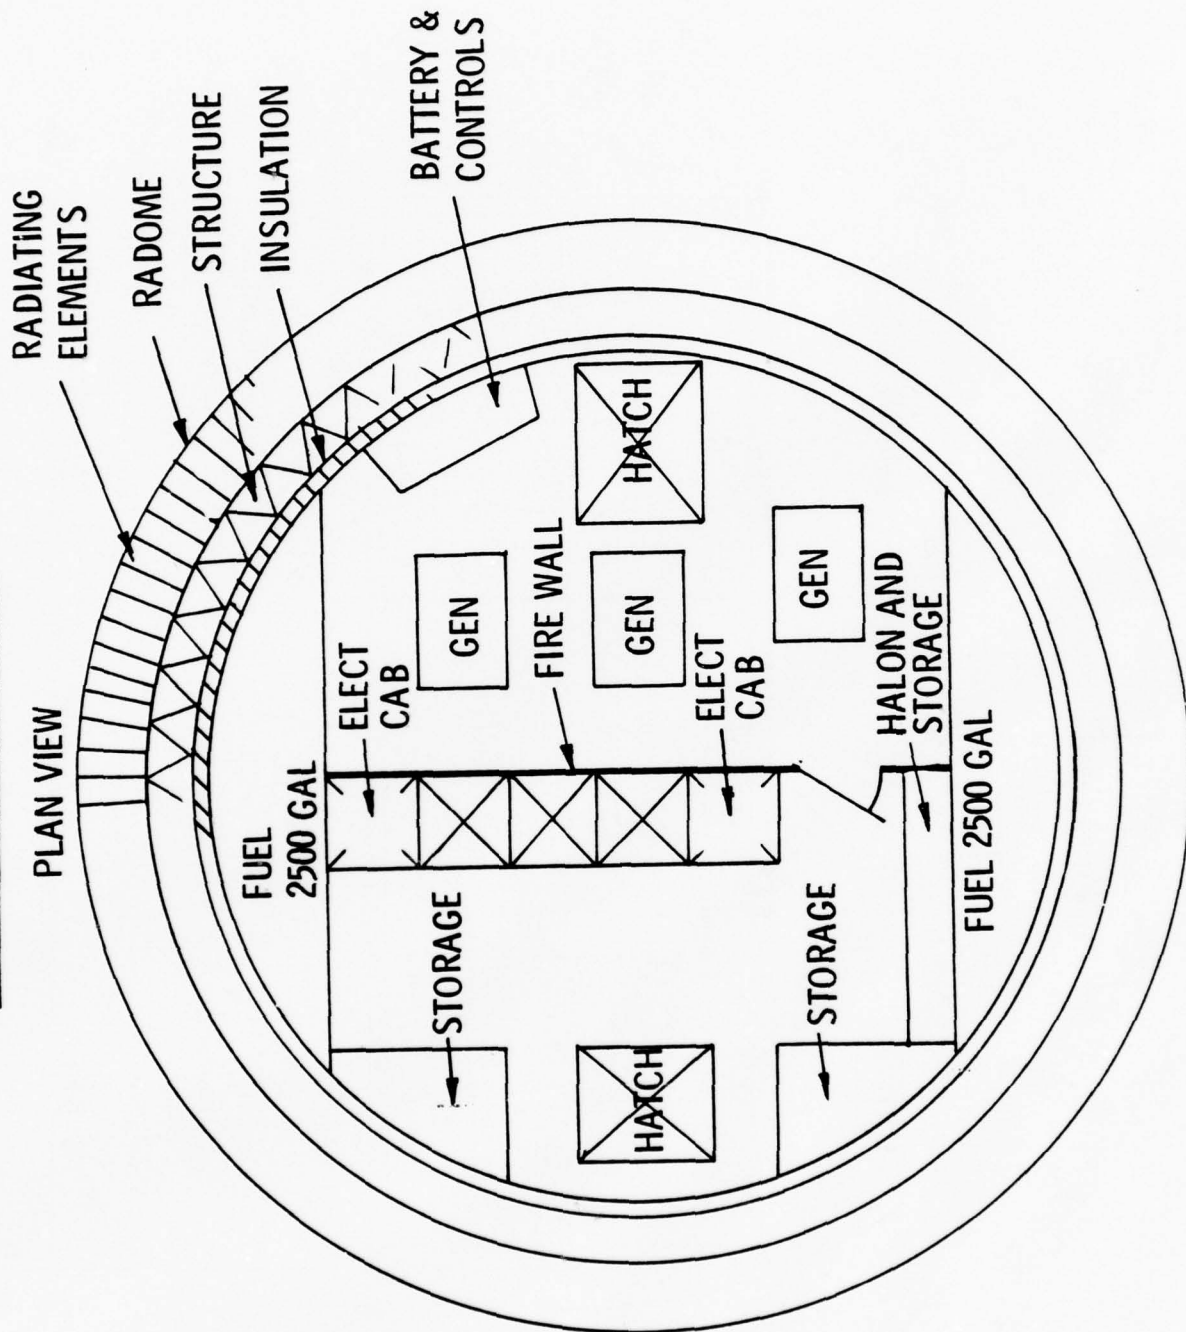 PLAN VIEW
RADIATING
ELEMENTS
RADOME
STRUCTURE
INSULATION
BATTERY &
CONTROLS
FUEL
2500 GAL
ELECT
CAB
GEN
FIRE WALL
GEN
HATCH
ELECT
CAB
GEN
HALON AND
STORAGE
FUEL 2500 GAL
STORAGE
HATCH
STORAGE